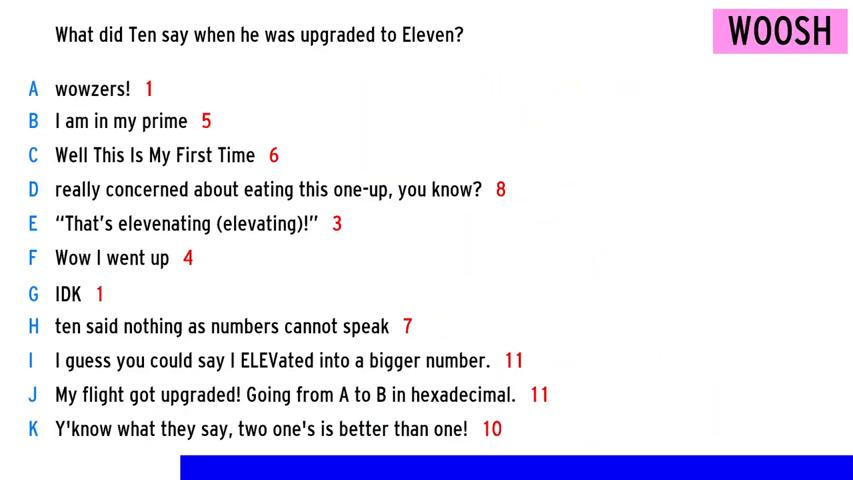 What did Ten say when he was upgraded to Eleven?
WOOSH
A wowzers! 1
B I am in my prime 5
C Well This Is My First Time 6
D really concerned about eating this one-up, you know? 8
E “That’s elevenating (elevating)!” 3
F Wow I went up 4
G IDK 1
H ten said nothing as numbers cannot speak 7
I I guess you could say I ELEVated into a bigger number. 11
J My flight got upgraded! Going from A to B in hexadecimal. 11
K Y'know what they say, two one's is better than one! 10